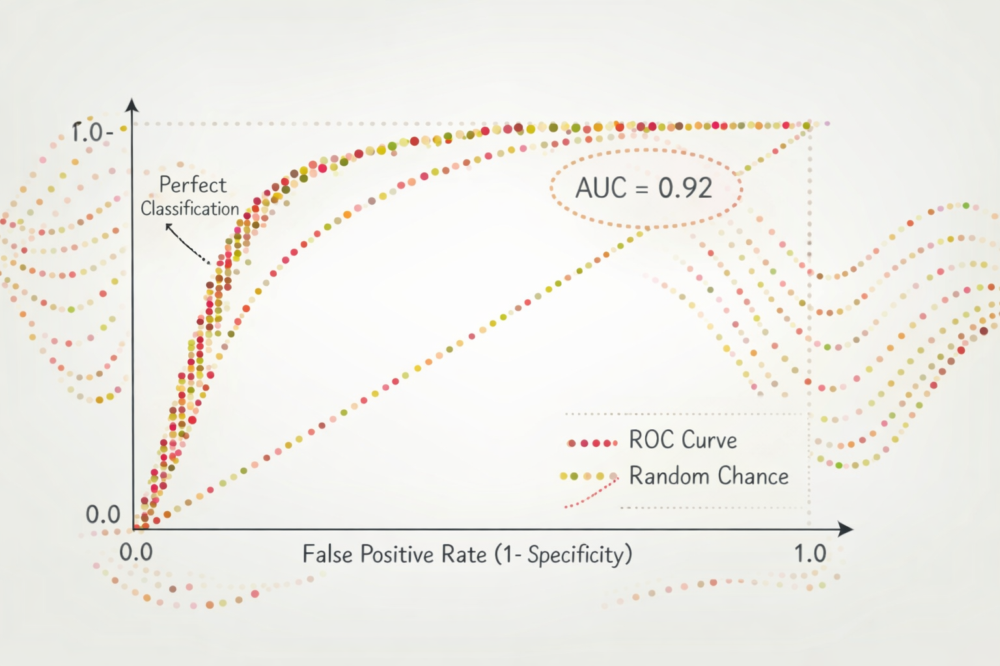 1.0-
Perfect
Classification
AUC = 0.92
ROC Curve
Random Chance
0.0
0.0
False Positive Rate (1- Specificity)
1.0